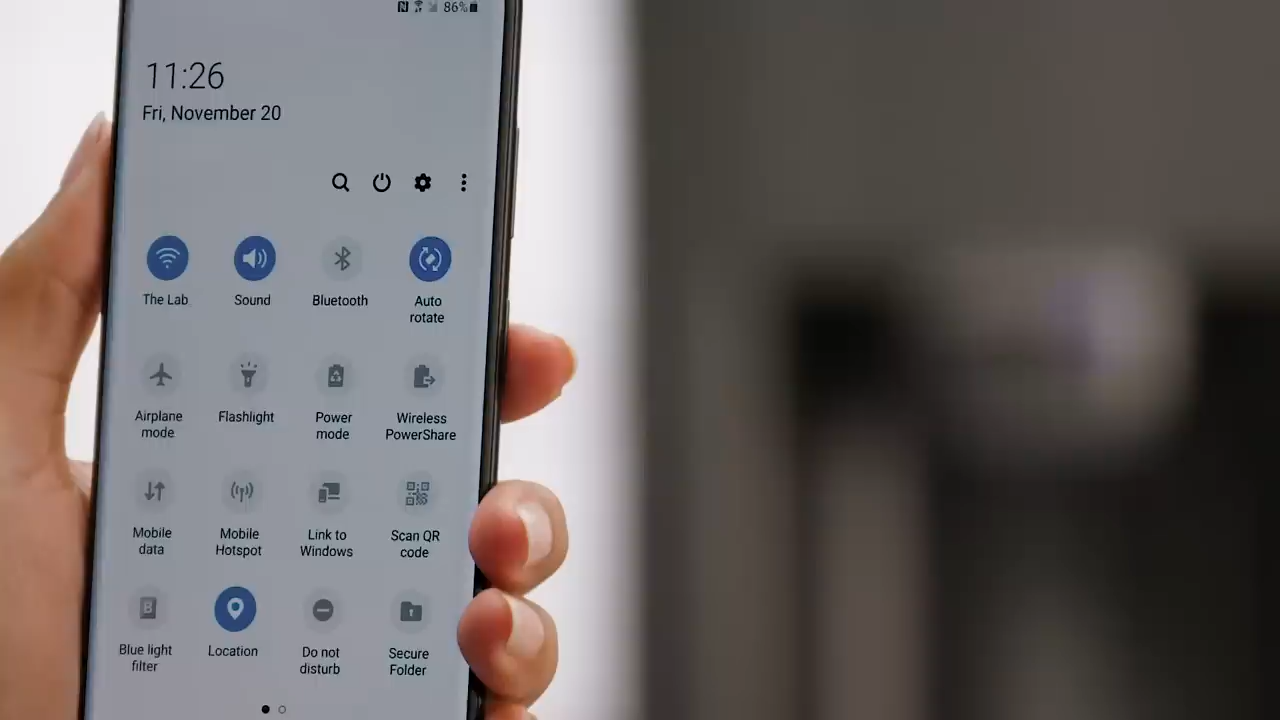 86%
11:26
Fri, November 20
The Lab
Sound
Bluetooth
Auto
rotate
Airplane
mode
Flashlight
Power
mode
Wireless
PowerShare
Mobile
data
Mobile
Hotspot
Link to
Windows
Scan QR
code
Blue light
filter
Location
Do not
disturb
Secure
Folder